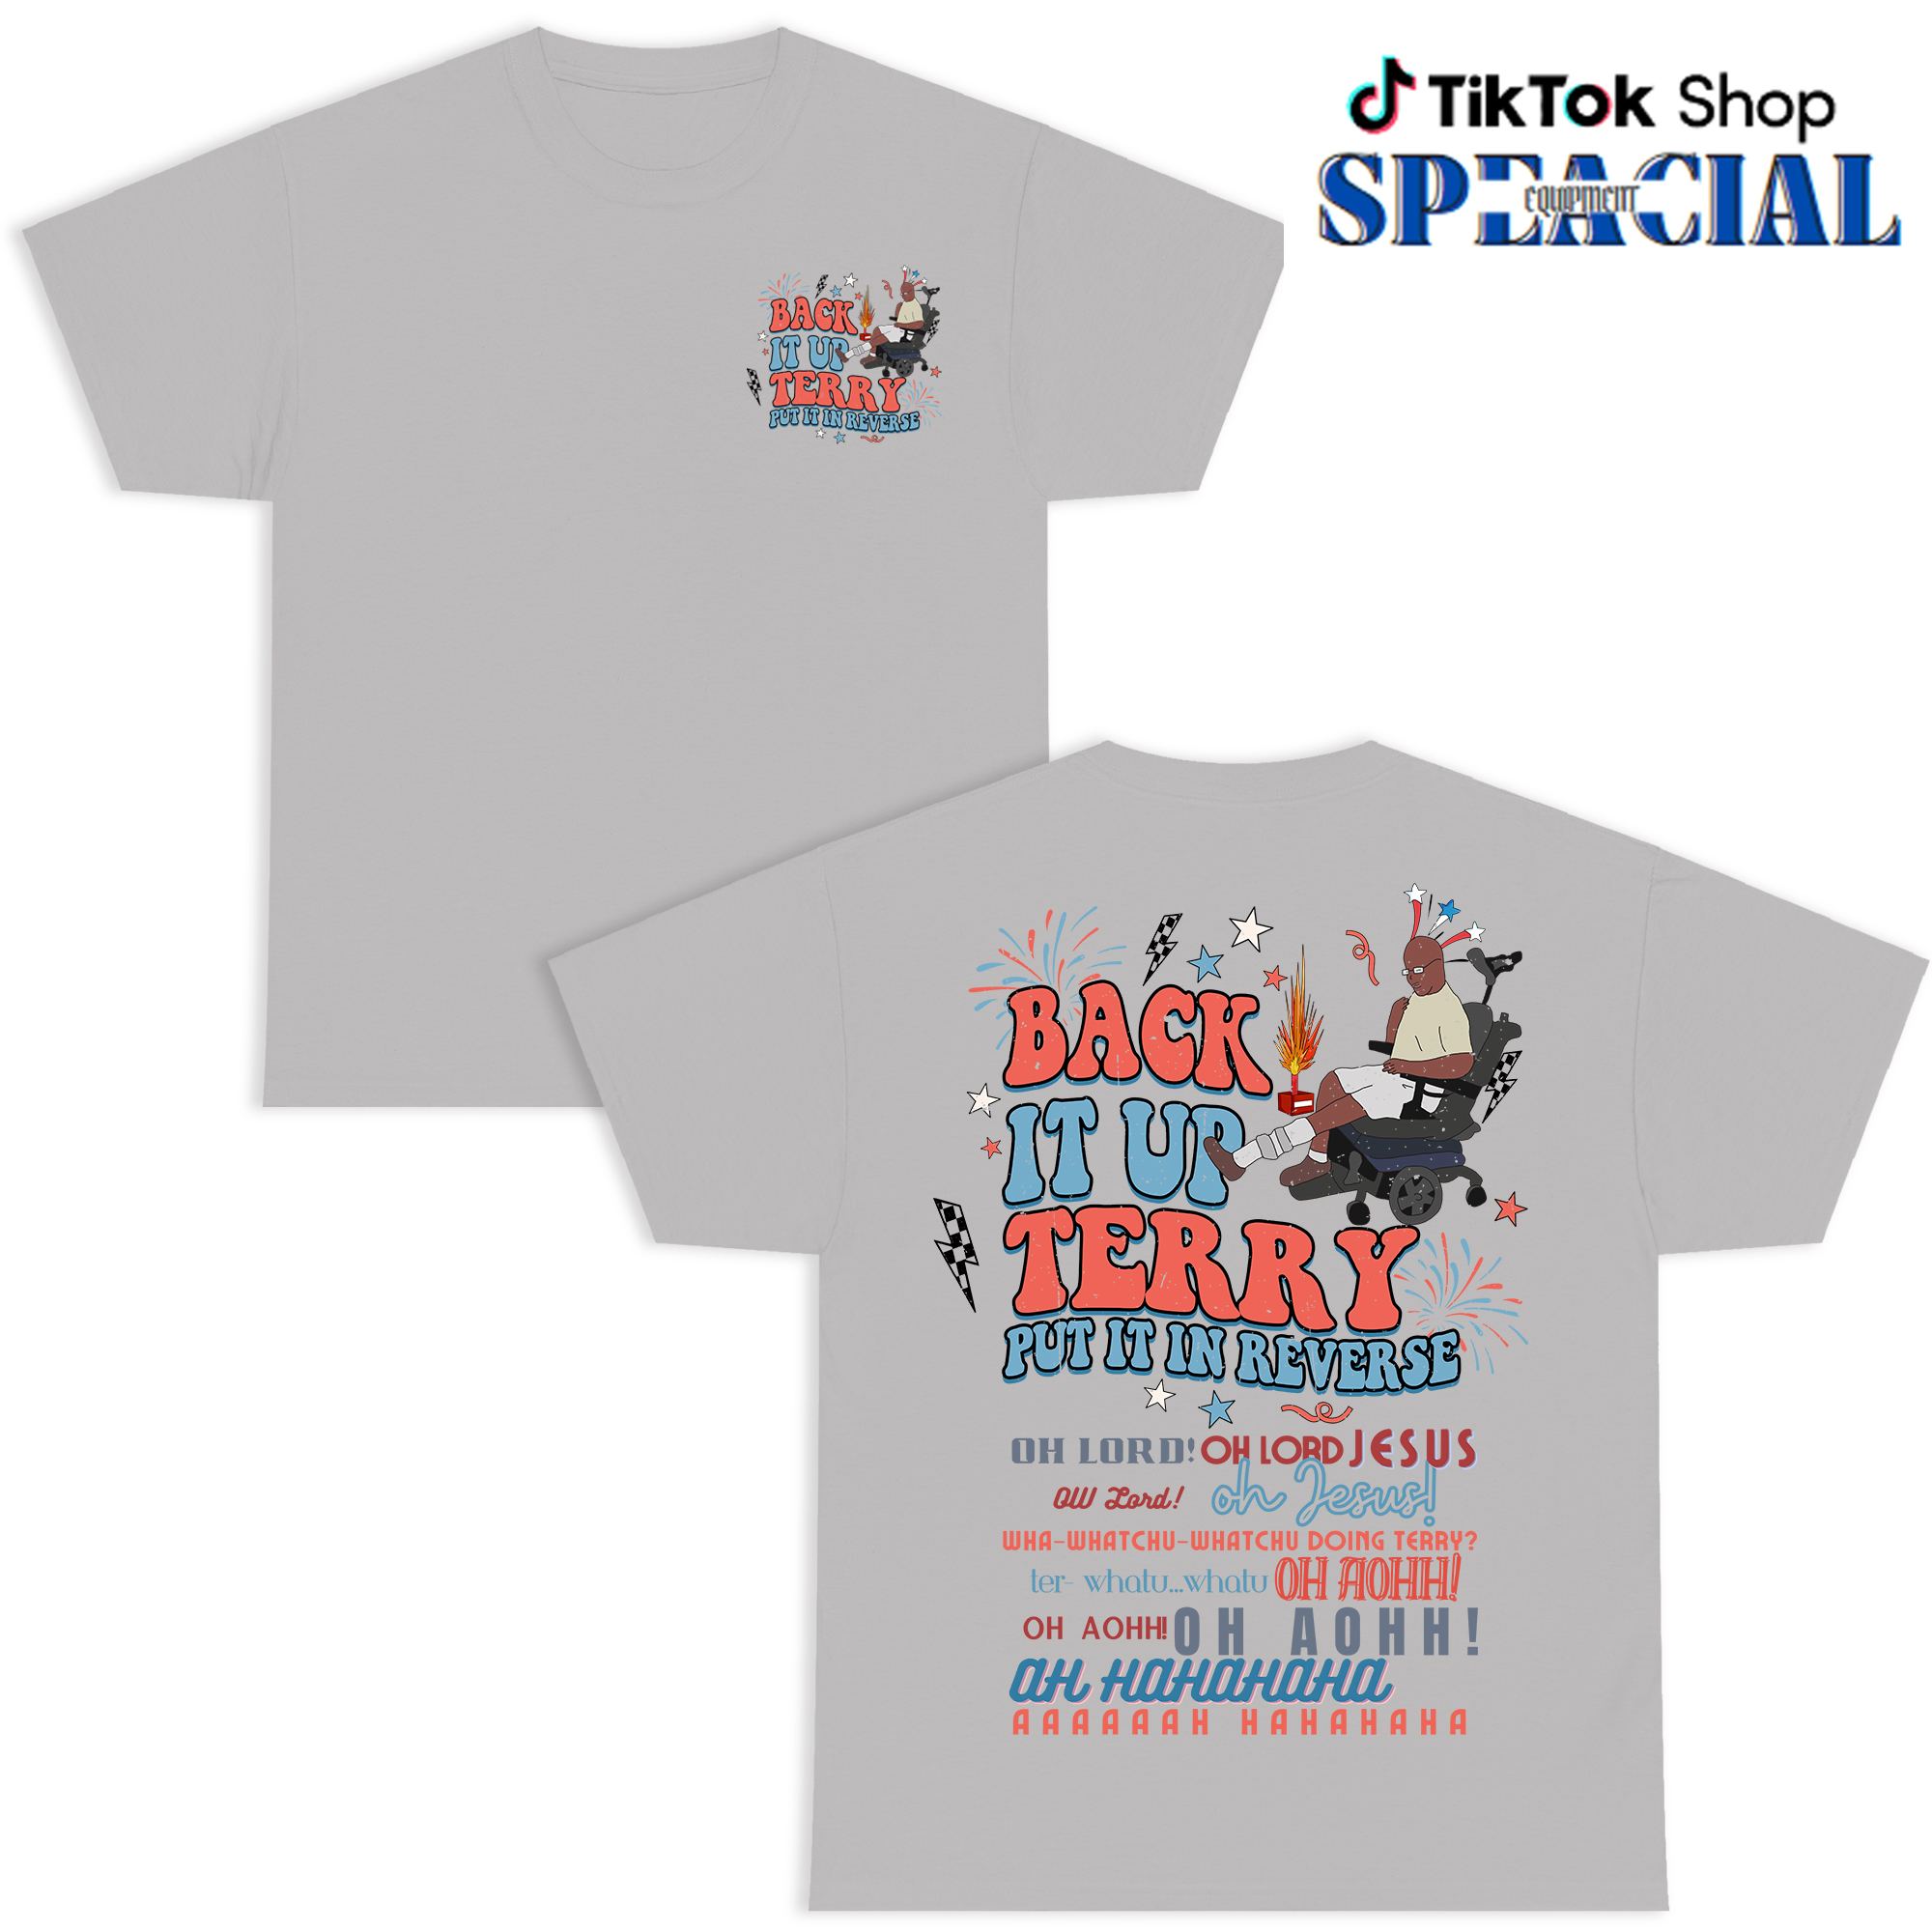 TikTok Shop
SPEACIAL
EQUIPMENT
BACK
IT UP
TERRY
PUT IT IN REVERSE
BACK
IT UP
TERRY
PUT IT IN REVERSE
OH LORD! OH LORD JESUS
OW Lord! oh Jesus!
WHA-WHATCHU-WHATCHU DOING TERRY?
ter- whatu...whatu OH AOHH!
OH AOHH! OH AOHH!
AH HAHAHAHA
AAAAAAH HAHAHAHA